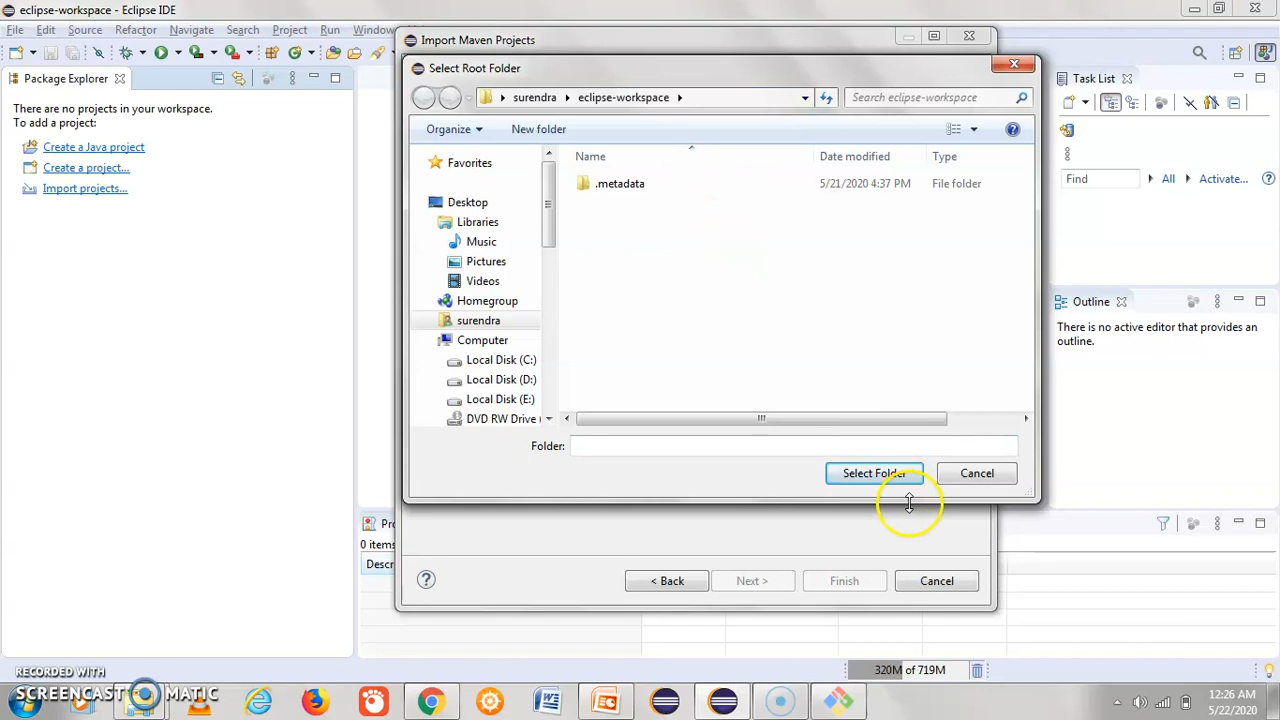 eclipse-workspace - Eclipse IDE
File Edit Source Refactor Navigate Search Project Run Window
Import Maven Projects
Select Root Folder
Package Explorer
There are no projects in your workspace.
To add a project:
Create a Java project
Create a project...
Import projects...
surendra eclipse-workspace
Search eclipse-workspace
Organize New folder
Favorites
Desktop
Libraries
Music
Pictures
Videos
Homegroup
surendra
Computer
Local Disk (C:)
Local Disk (D:)
Local Disk (E:)
DVD RW Drive
Name Date modified Type
.metadata 5/21/2020 4:37 PM File folder
Folder:
Select Folder Cancel
< Back Next > Finish Cancel
Task List
Find All Activate...
Outline
There is no active editor that provides an
outline.
0 items
Descr
320M of 719M
RECORDED WITH
SCREENCAST MATIC
12:26 AM
5/22/2020